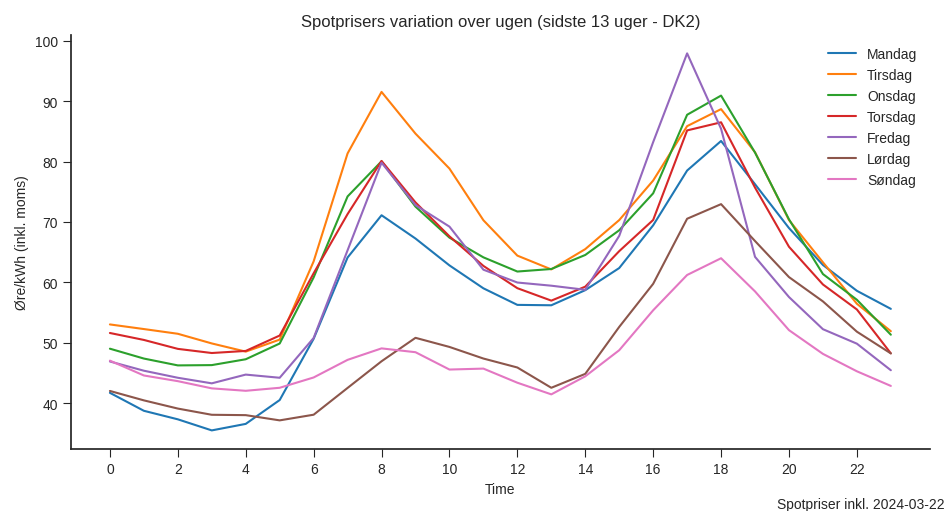 Spotprisers variation over ugen (sidste 13 uger - DK2)
Øre/kWh (inkl. moms)
100
90
80
70
60
50
40
0 2 4 6 8 10 12 14 16 18 20 22
Time
Mandag
Tirsdag
Onsdag
Torsdag
Fredag
Lørdag
Søndag
Spotpriser inkl. 2024-03-22